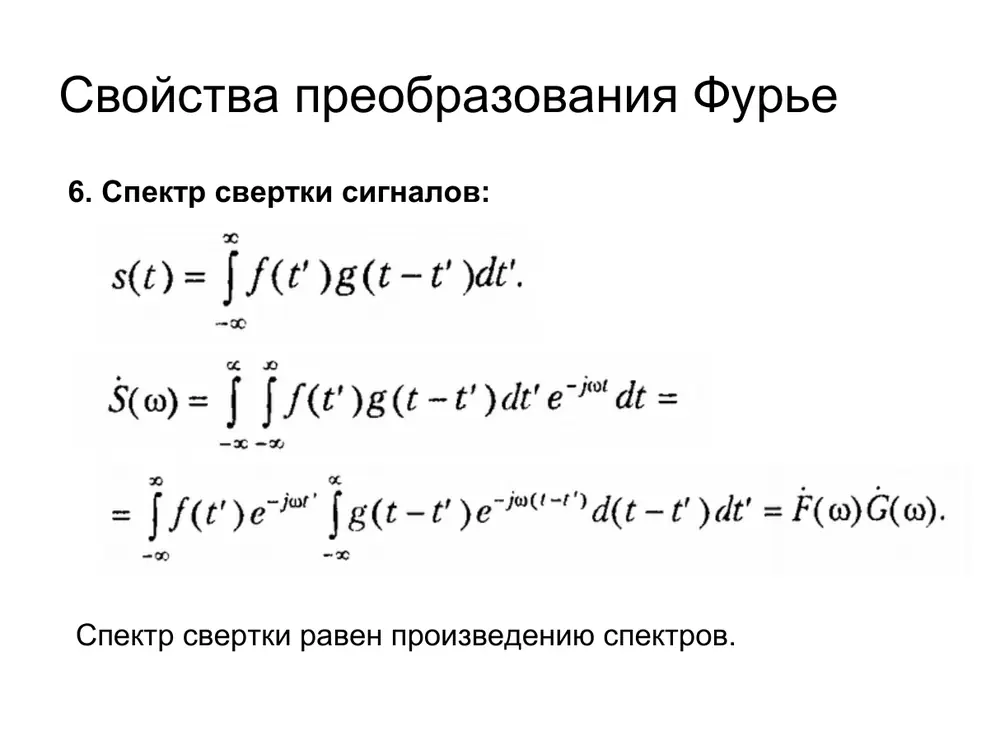 Свойства преобразования Фурье
6. Спектр свертки сигналов:
s(t) = ∫_{-∞}^{∞} f(t')g(t − t')dt'.
Ṡ(ω) = ∫_{-∞}^{∞} ∫_{-∞}^{∞} f(t')g(t − t')dt' e^{-jωt} dt =
= ∫_{-∞}^{∞} f(t')e^{-jωt'} ∫_{-∞}^{∞} g(t − t')e^{-jω(t-t')} d(t − t')dt' = Ḟ(ω)Ġ(ω).
Спектр свертки равен произведению спектров.